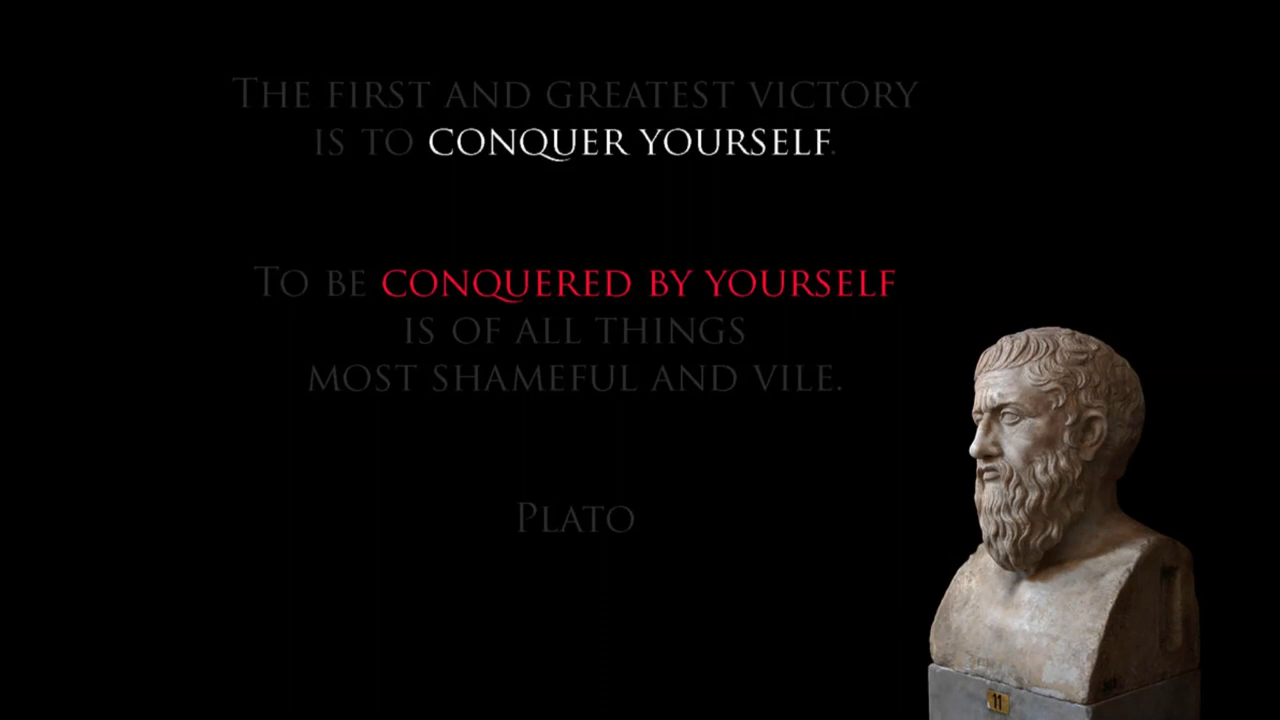 The first and greatest victory
is to conquer yourself.
To be conquered by yourself
is of all things
most shameful and vile.
Plato
11